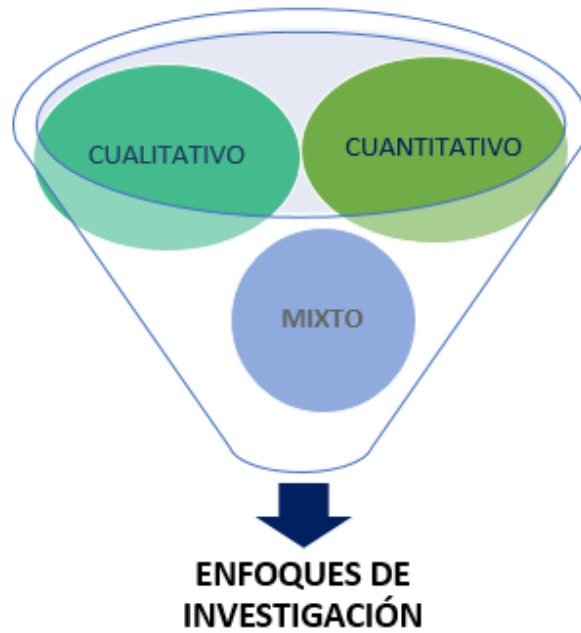 CUALITATIVO
CUANTITATIVO
MIXTO
ENFOQUES DE
INVESTIGACIÓN